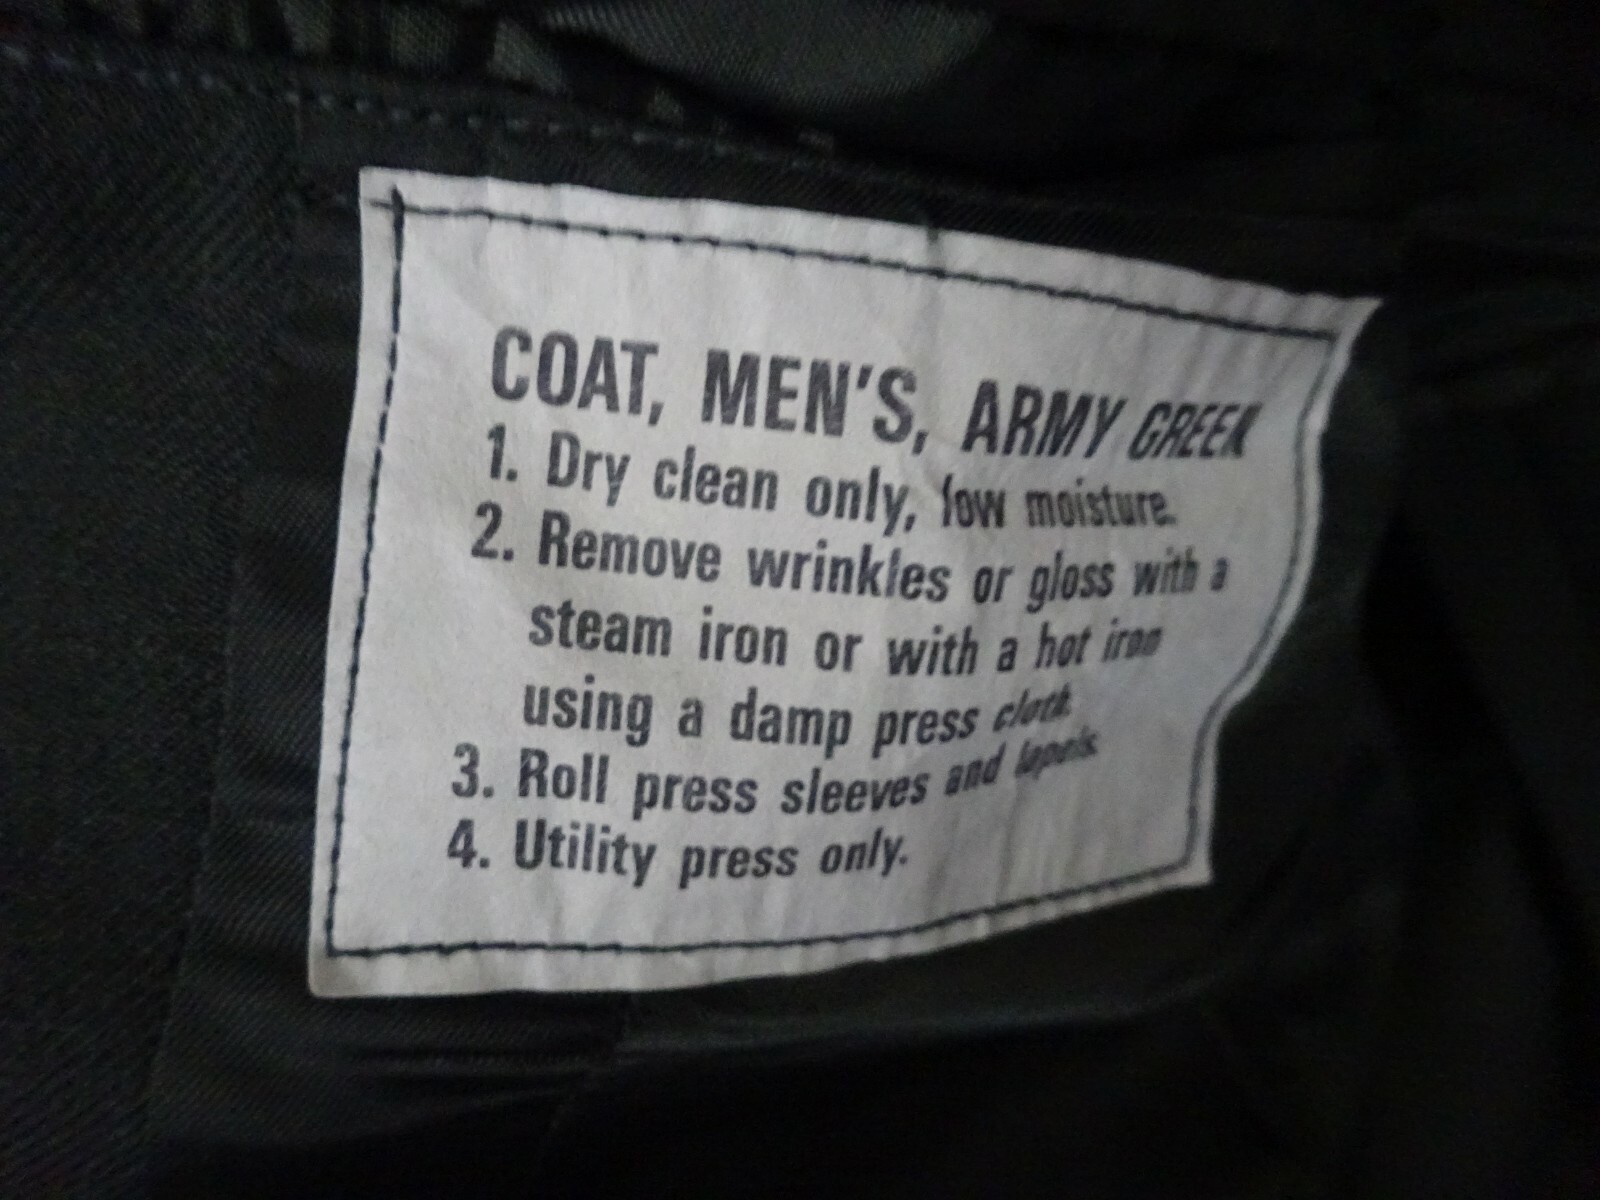 COAT, MEN'S, ARMY GREEN
1. Dry clean only, low moisture.
2. Remove wrinkles or gloss with a
steam iron or with a hot iron
using a damp press cloth.
3. Roll press sleeves and lapels.
4. Utility press only.